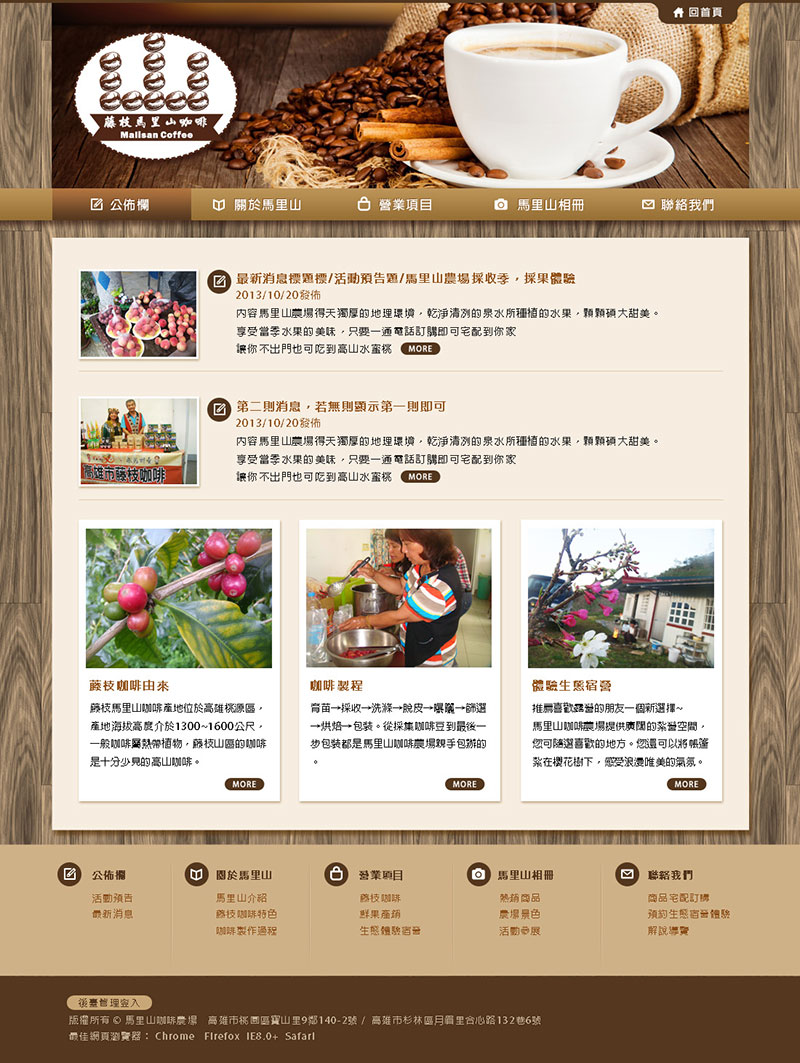 回首頁
藤枝馬里山咖啡
Malisan Coffee
公佈欄
關於馬里山
營業項目
馬里山相冊
聯絡我們
最新消息標題標/活動預告題/馬里山農場採收季，採果體驗
2013/10/20發佈
內容馬里山農場得天獨厚的地理環境，乾淨清冽的泉水所種植的水果，顆顆碩大甜美。
享受當季水果的美味，只要一通電話訂購即可宅配到你家
讓你不出門也可吃到高山水蜜桃 MORE
第二則消息，若無則顯示第一則即可
2013/10/20發佈
內容馬里山農場得天獨厚的地理環境，乾淨清冽的泉水所種植的水果，顆顆碩大甜美。
享受當季水果的美味，只要一通電話訂購即可宅配到你家
讓你不出門也可吃到高山水蜜桃 MORE
高雄市藤枝咖啡
藤枝咖啡由來
藤枝馬里山咖啡產地位於高雄桃源區，
產地海拔高度介於1300~1600公尺，
一般咖啡屬熱帶植物，藤枝山區的咖啡
是十分少見的高山咖啡。
MORE
咖啡製程
育苗→採收→洗滌→脫皮→曝曬→篩選
→烘焙→包裝。從採集咖啡豆到最後一
步包裝都是馬里山咖啡農場親手包辦的
。
MORE
體驗生態宿營
推薦喜歡露營的朋友一個新選擇~
馬里山咖啡農場提供廣闊的紮營空間，
您可隨選喜歡的地方。您還可以將帳篷
紮在櫻花樹下，感受浪漫唯美的氣氛。
MORE
公佈欄
活動預告
最新消息
關於馬里山
馬里山介紹
藤枝咖啡特色
咖啡製作過程
營業項目
藤枝咖啡
鮮果產銷
生態體驗宿營
馬里山相冊
熱銷商品
農場景色
活動參展
聯絡我們
商品宅配訂購
預約生態宿營體驗
解說導覽
後臺管理登入
版權所有 © 馬里山咖啡農場 高雄市桃園區寶山里9鄰140-2號 / 高雄市杉林區月眉里合心路132巷6號
最佳網頁瀏覽器： Chrome Firefox IE8.0+ Safari